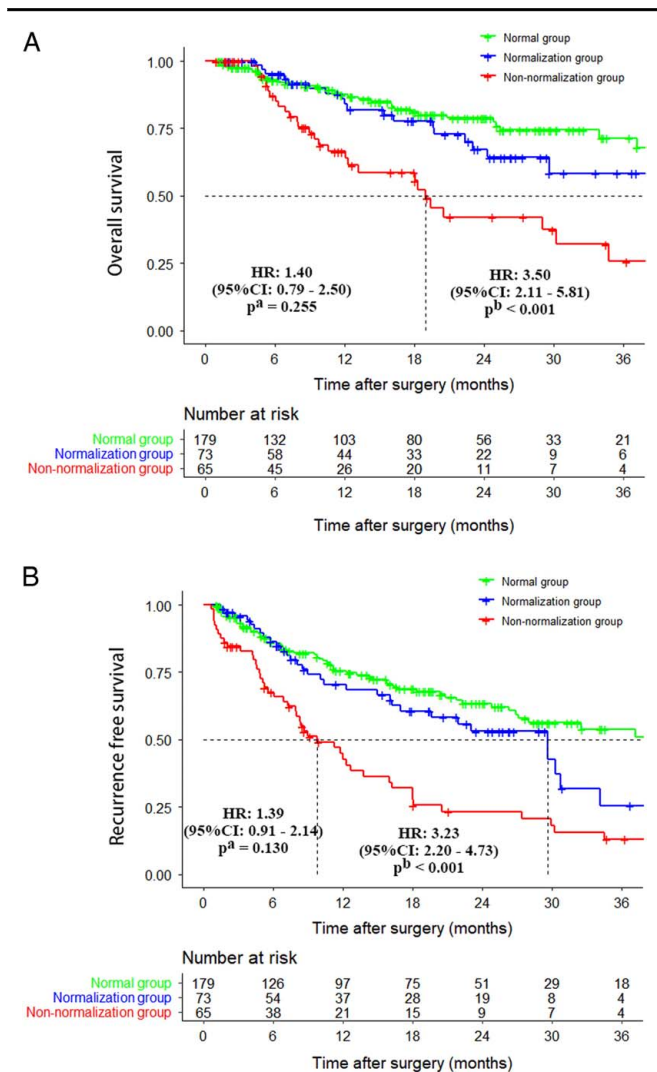 A
Normal group
Normalization group
Non-normalization group
1.00
0.75
0.50
0.25
0.00
Overall survival
HR: 1.40
(95%CI: 0.79 - 2.50)
pᵃ = 0.255
HR: 3.50
(95%CI: 2.11 - 5.81)
pᵇ < 0.001
0 6 12 18 24 30 36
Time after surgery (months)
Number at risk
Normal group 179 132 103 80 56 33 21
Normalization group 73 58 44 33 22 9 6
Non-normalization group 65 45 26 20 11 7 4
0 6 12 18 24 30 36
Time after surgery (months)
B
Normal group
Normalization group
Non-normalization group
1.00
0.75
0.50
0.25
0.00
Recurrence free survival
HR: 1.39
(95%CI: 0.91 - 2.14)
pᵃ = 0.130
HR: 3.23
(95%CI: 2.20 - 4.73)
pᵇ < 0.001
0 6 12 18 24 30 36
Time after surgery (months)
Number at risk
Normal group 179 126 97 75 51 29 18
Normalization group 73 54 37 28 19 8 4
Non-normalization group 65 38 21 15 9 7 4
0 6 12 18 24 30 36
Time after surgery (months)